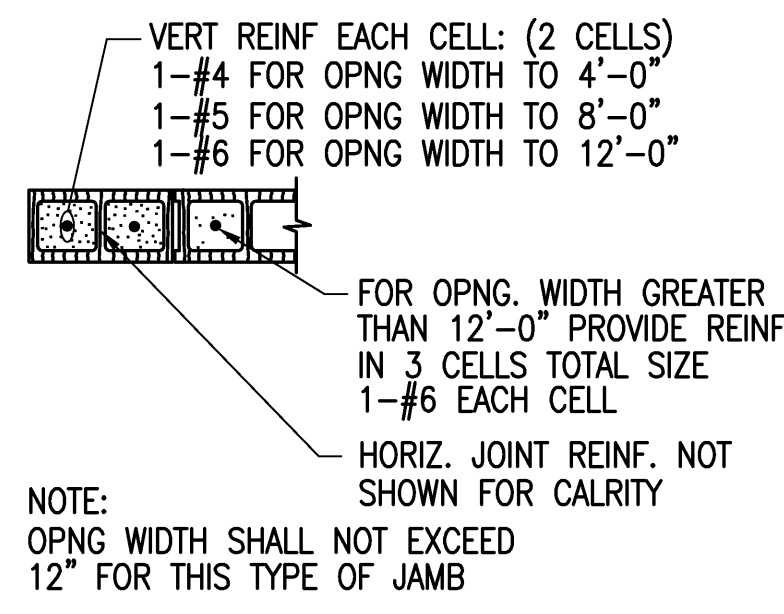 VERT REINF EACH CELL: (2 CELLS)
1-#4 FOR OPNG WIDTH TO 4'-0"
1-#5 FOR OPNG WIDTH TO 8'-0"
1-#6 FOR OPNG WIDTH TO 12'-0"
FOR OPNG. WIDTH GREATER
THAN 12'-0" PROVIDE REINF
IN 3 CELLS TOTAL SIZE
1-#6 EACH CELL
HORIZ. JOINT REINF. NOT
SHOWN FOR CALRITY
NOTE:
OPNG WIDTH SHALL NOT EXCEED
12" FOR THIS TYPE OF JAMB